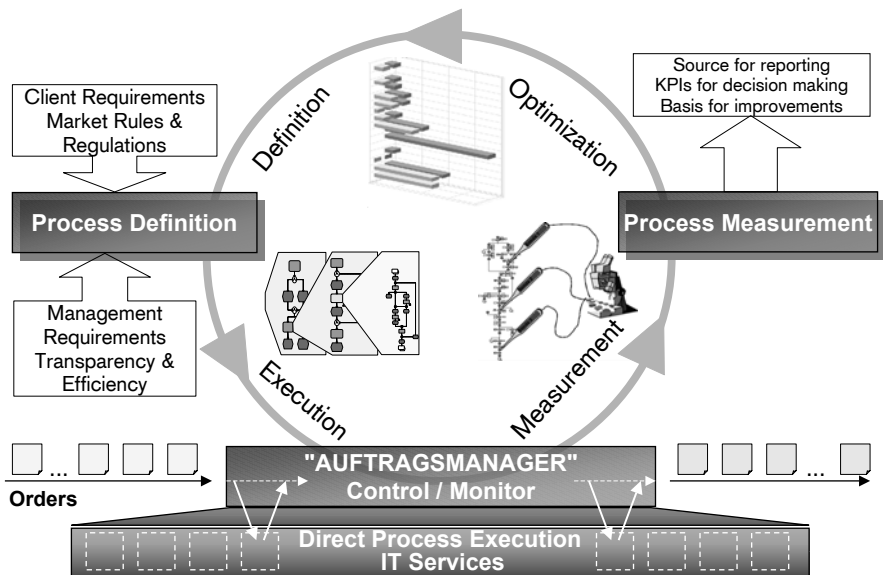 Client Requirements
Market Rules &
Regulations
Process Definition
Management
Requirements
Transparency &
Efficiency
Definition
Optimization
Execution
Measurement
Source for reporting
KPIs for decision making
Basis for improvements
Process Measurement
...
Orders
"AUFTRAGSMANAGER"
Control / Monitor
...
Direct Process Execution
IT Services